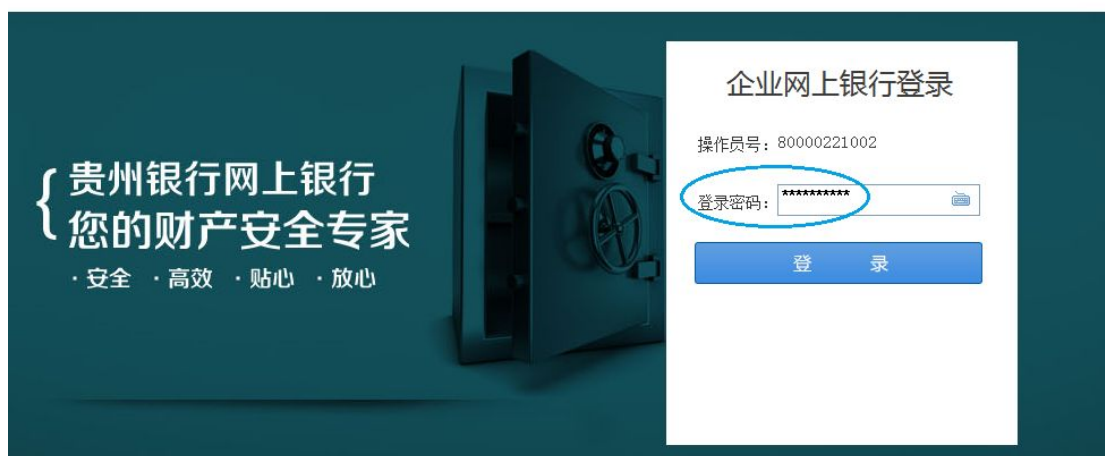 贵州银行网上银行
您的财产安全专家
·安全 ·高效 ·贴心 ·放心
企业网上银行登录
操作员号：80000221002
登录密码：**********
登 录